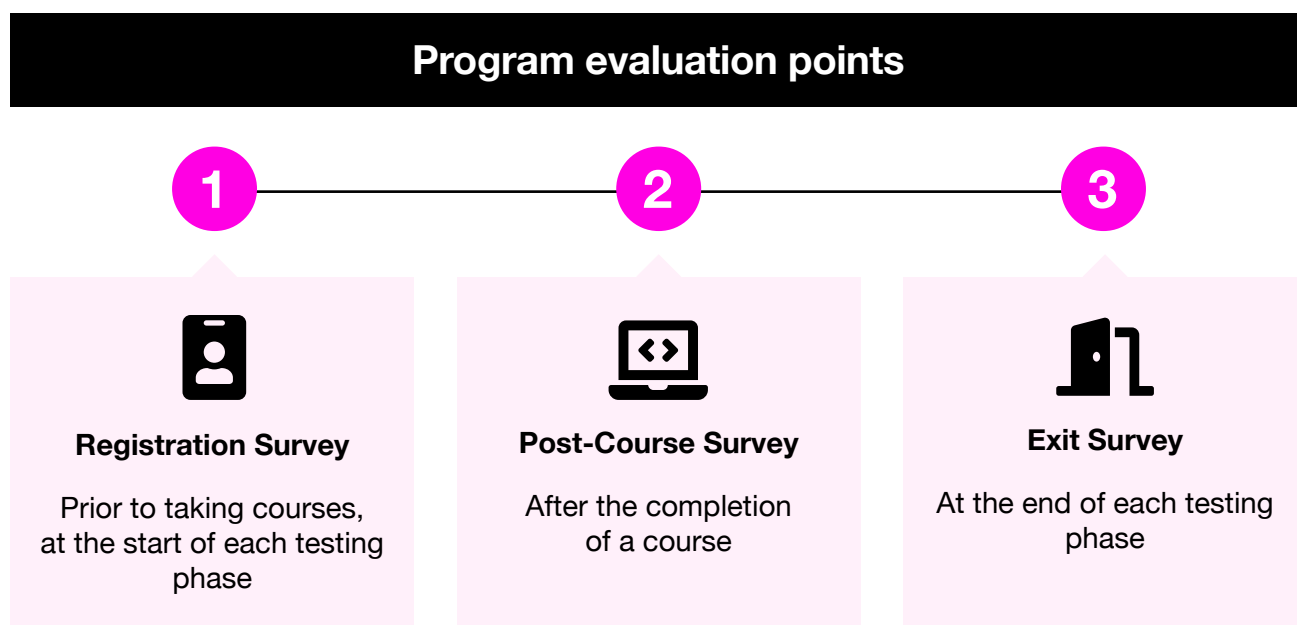 Program evaluation points
1
2
3
Registration Survey
Prior to taking courses,
at the start of each testing
phase
Post-Course Survey
After the completion
of a course
Exit Survey
At the end of each testing
phase